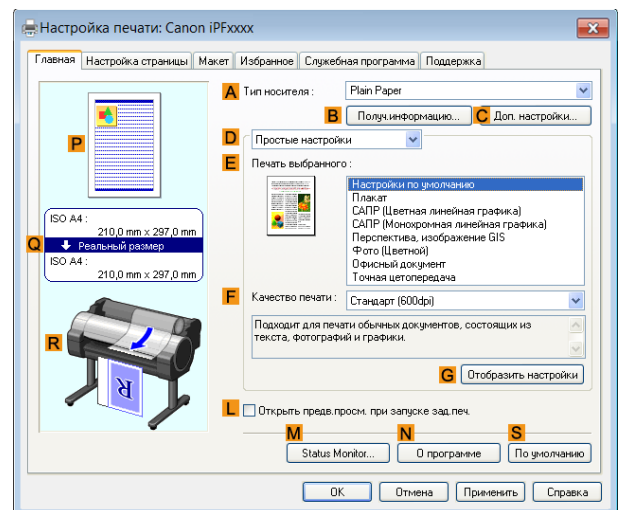 Настройка печати: Canon iPFxxxx
Главная Настройка страницы Макет Избранное Служебная программа Поддержка
A Тип носителя : Plain Paper
B Получ.информацию... C Доп. настройки...
P
D Простые настройки
E Печать выбранного :
Настройки по умолчанию
Плакат
САПР (Цветная линейная графика)
САПР (Монохромная линейная графика)
Перспектива, изображение GIS
Фото (Цветной)
Офисный документ
Точная цетопередача
ISO A4 :
210,0 mm x 297,0 mm
Q Реальный размер
ISO A4 :
210,0 mm x 297,0 mm
F Качество печати : Стандарт (600dpi)
Подходит для печати обычных документов, состоящих из
текста, фотографий и графики.
R
R
G Отобразить настройки
L Открыть предв.просм. при запуске зад.печ.
M N S
Status Monitor... О программе По умолчанию
OK Отмена Применить Справка